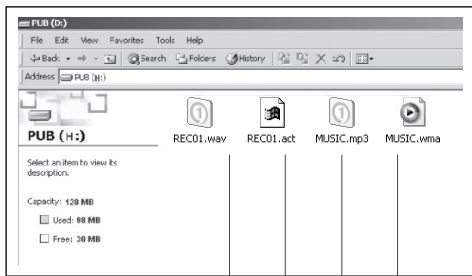 PUB (D:)
File Edit View Favorites Tools Help
Back Search Folders History
Address PUB (H:)
PUB (H:)
REC01.wav REC01.act MUSIC.mp3 MUSIC.wma
Select an item to view its
description.
Capacity: 128 MB
Used: 98 MB
Free: 30 MB